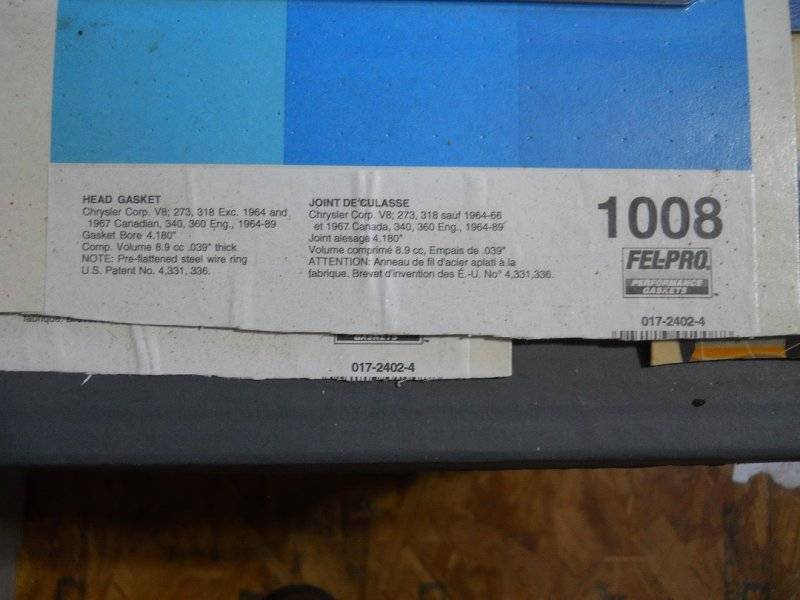 HEAD GASKET
Chrysler Corp. V8; 273, 318 Exc. 1964 and
1967 Canadian, 340, 360 Eng., 1964-89
Gasket Bore 4.180"
Comp. Volume 8.9 cc .039" thick
NOTE: Pre-flattened steel wire ring
U.S. Patent No. 4,331,336.
JOINT DE CULASSE
Chrysler Corp. V8; 273, 318 sauf 1964-66
et 1967 Canada, 340, 360 Eng., 1964-89
Joint alesage 4.180"
Volume comprimé 8.9 cc, Empais de .039"
ATTENTION: Anneau de fil d'acier aplati à la
fabrique. Brevet d'invention des É.-U. No° 4,331,336.
1008
FEL-PRO
PERFORMANCE
GASKETS
017-2402-4
GASKETS
017-2402-4